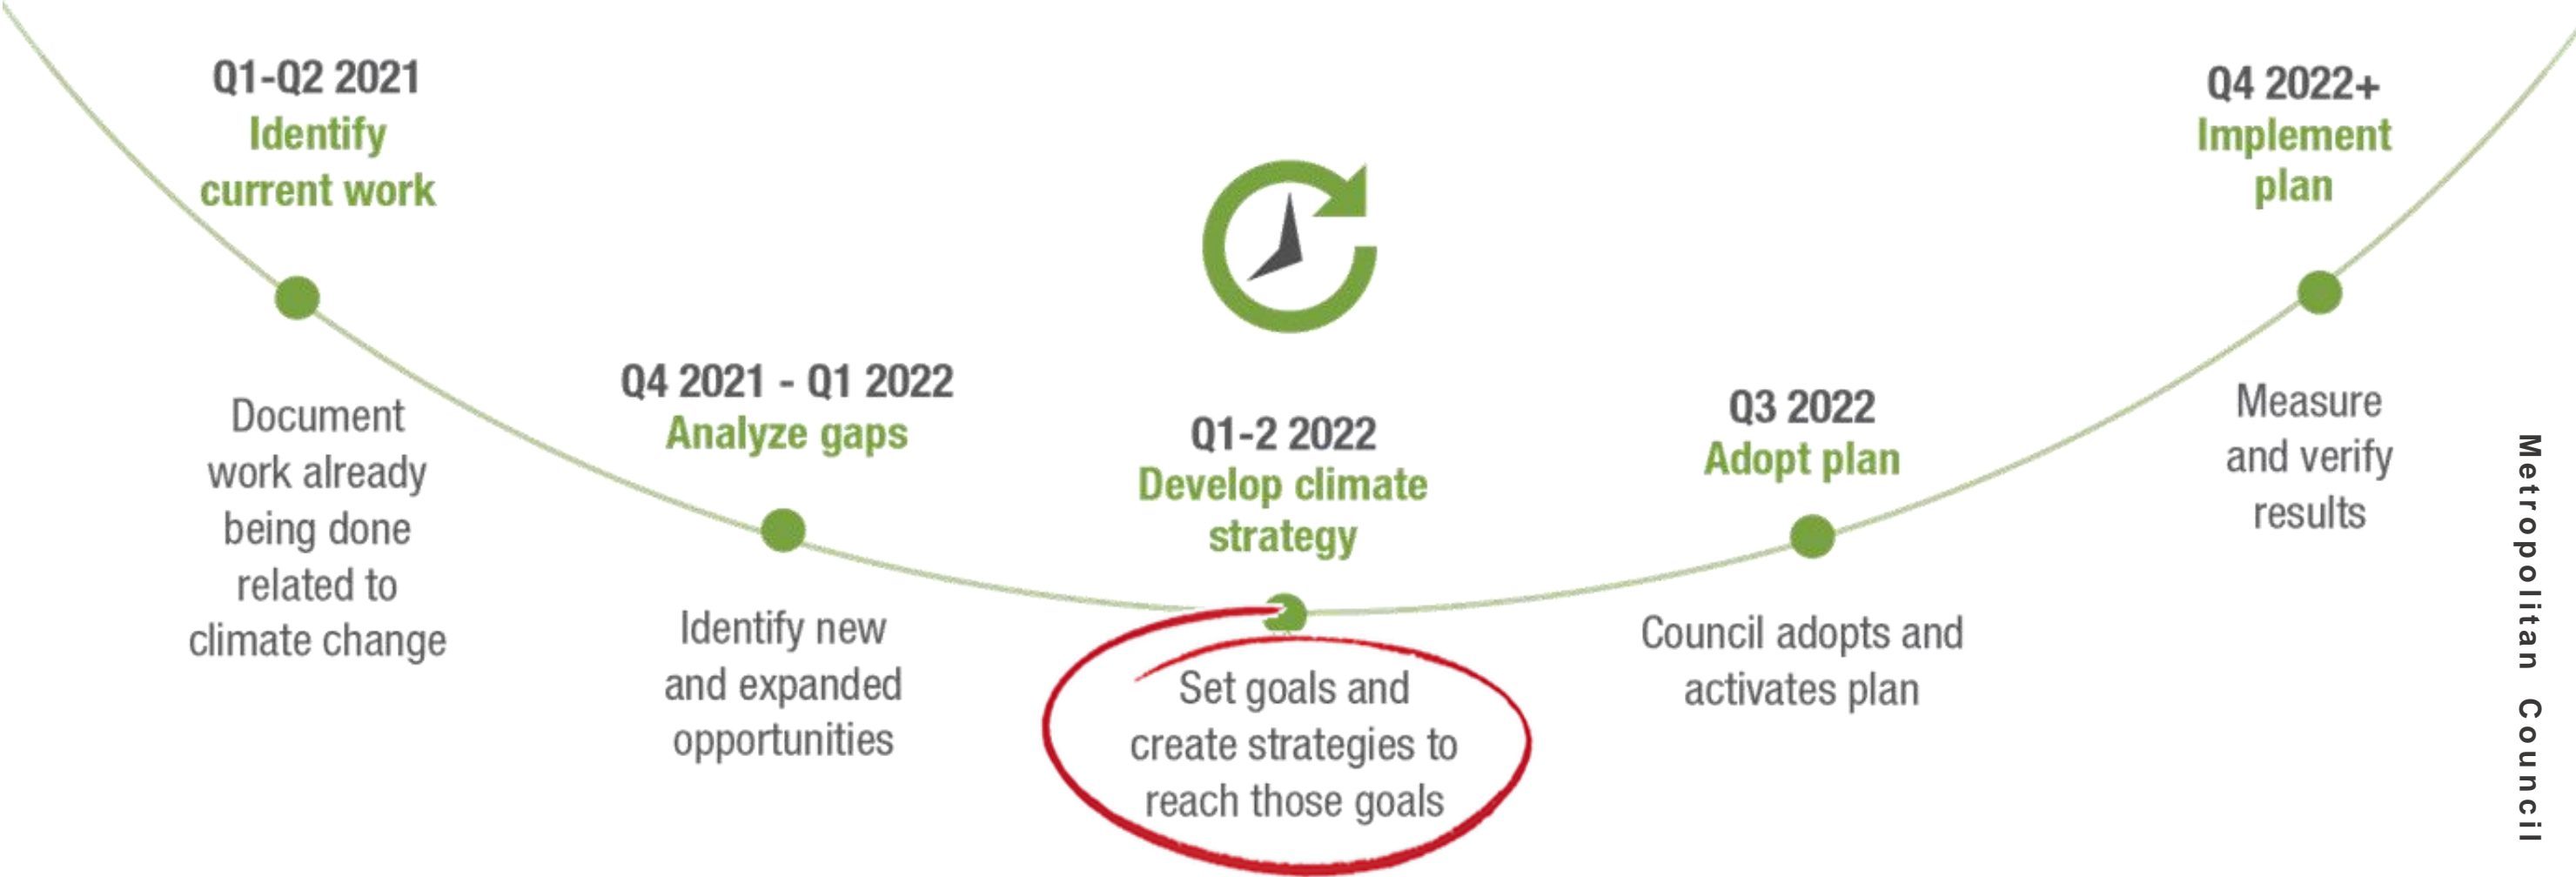 Q1-Q2 2021
Identify
current work
Document
work already
being done
related to
climate change
Q4 2021 - Q1 2022
Analyze gaps
Identify new
and expanded
opportunities
Q1-2 2022
Develop climate
strategy
Set goals and
create strategies to
reach those goals
Q3 2022
Adopt plan
Council adopts and
activates plan
Q4 2022+
Implement
plan
Measure
and verify
results
Metropolitan Council